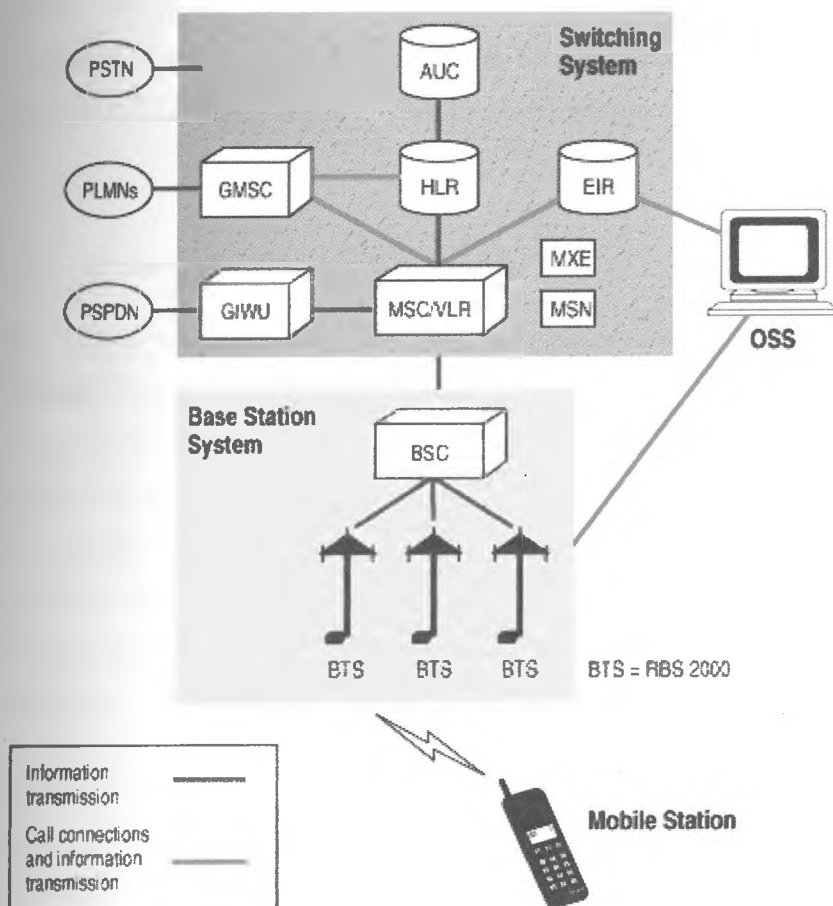 Switching
System
PSTN
AUC
PLMNs
GMSC
HLR
EIR
MXE
PSPDN
GIWU
MSC/VLR
MSN
OSS
Base Station
System
BSC
BTS
BTS
BTS
BTS = RBS 2000
Information
transmission
Call connections
and information
transmission
Mobile Station